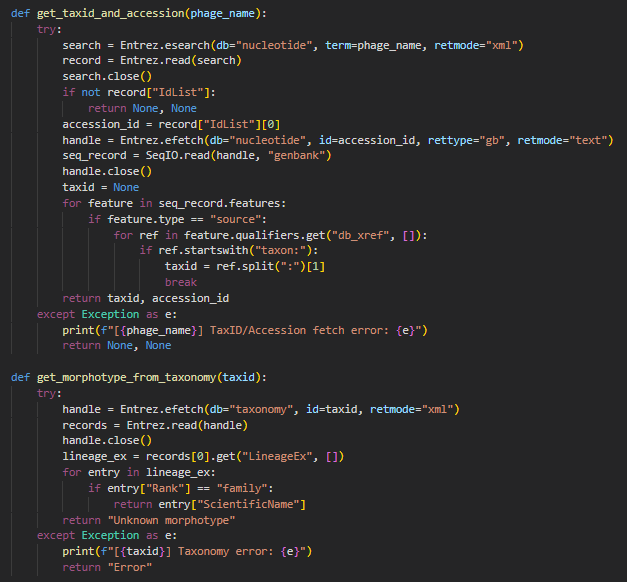 def get_taxid_and_accession(phage_name):
    try:
        search = Entrez.esearch(db="nucleotide", term=phage_name, retmode="xml")
        record = Entrez.read(search)
        search.close()
        if not record["IdList"]:
            return None, None
        accession_id = record["IdList"][0]
        handle = Entrez.efetch(db="nucleotide", id=accession_id, rettype="gb", retmode="text")
        seq_record = SeqIO.read(handle, "genbank")
        handle.close()
        taxid = None
        for feature in seq_record.features:
            if feature.type == "source":
                for ref in feature.qualifiers.get("db_xref", []):
                    if ref.startswith("taxon:"):
                        taxid = ref.split(":")[1]
                        break
        return taxid, accession_id
    except Exception as e:
        print(f"[{phage_name}] TaxID/Accession fetch error: {e}")
        return None, None

def get_morphotype_from_taxonomy(taxid):
    try:
        handle = Entrez.efetch(db="taxonomy", id=taxid, retmode="xml")
        records = Entrez.read(handle)
        handle.close()
        lineage_ex = records[0].get("LineageEx", [])
        for entry in lineage_ex:
            if entry["Rank"] == "family":
                return entry["ScientificName"]
        return "Unknown morphotype"
    except Exception as e:
        print(f"[{taxid}] Taxonomy error: {e}")
        return "Error"